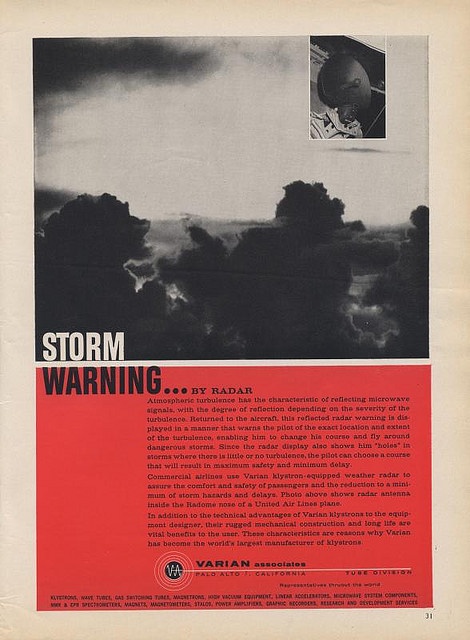 STORM
WARNING... BY RADAR
Atmospheric turbulence has the characteristic of reflecting microwave
signals, with the degree of reflection depending on the severity of the
turbulence. Returned to the aircraft, this reflected radar warning is dis-
played in a manner that warns the pilot of the exact location and extent
of the turbulence, enabling him to change his course and fly around
dangerous storms. Since the radar display also shows him "holes" in
storms where there is little or no turbulence, the pilot can choose a course
that will result in maximum safety and minimum delay.
Commercial airlines use Varian klystron-equipped weather radar to
assure the comfort and safety of passengers and the reduction to a mini-
mum of storm hazards and delays. Photo above shows radar antenna
inside the Radome nose of a United Air Lines plane.
In addition to the technical advantages of Varian klystrons to the equip-
ment designer, their rugged mechanical construction and long life are
vital benefits to the user. These characteristics are reasons why Varian
has become the world's largest manufacturer of klystrons.
VARIAN associates
PALO ALTO 7, CALIFORNIA TUBE DIVISION
Representatives thruout the world
KLYSTRONS, WAVE TUBES, GAS SWITCHING TUBES, MAGNETRONS, HIGH VACUUM EQUIPMENT, LINEAR ACCELERATORS, MICROWAVE SYSTEM COMPONENTS,
NMR & EPR SPECTROMETERS, MAGNETS, MAGNETOMETERS, STALOS, POWER AMPLIFIERS, GRAPHIC RECORDERS, RESEARCH AND DEVELOPMENT SERVICES
31